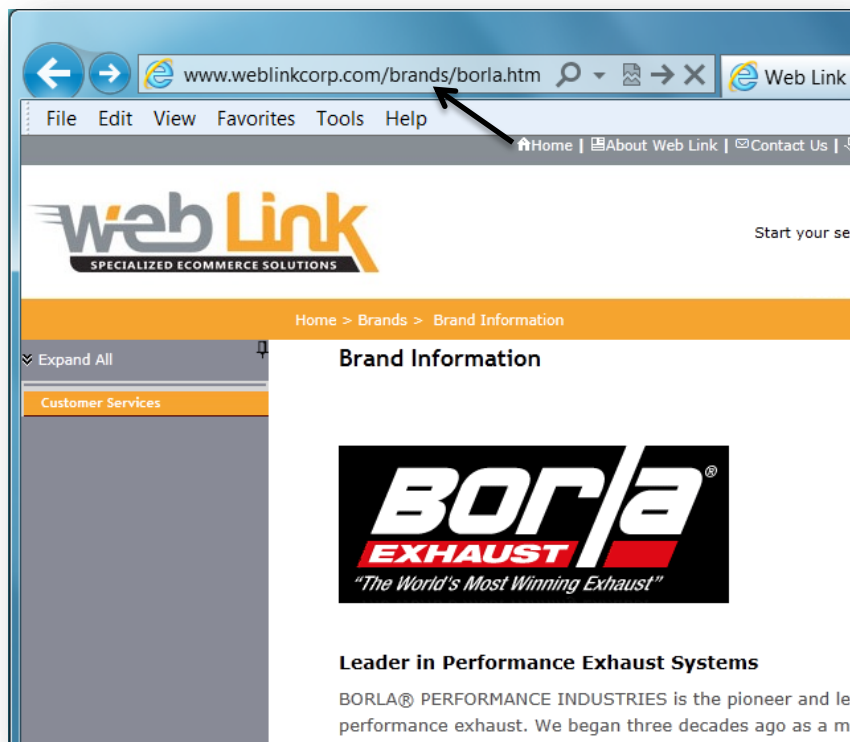 www.weblinkcorp.com/brands/borla.htm
Web Link
File Edit View Favorites Tools Help
Home | About Web Link | Contact Us |
web Link
SPECIALIZED ECOMMERCE SOLUTIONS
Start your se
Home > Brands > Brand Information
Expand All
Customer Services
Brand Information
BORLA®
EXHAUST
"The World's Most Winning Exhaust"
Leader in Performance Exhaust Systems
BORLA® PERFORMANCE INDUSTRIES is the pioneer and le
performance exhaust. We began three decades ago as a m